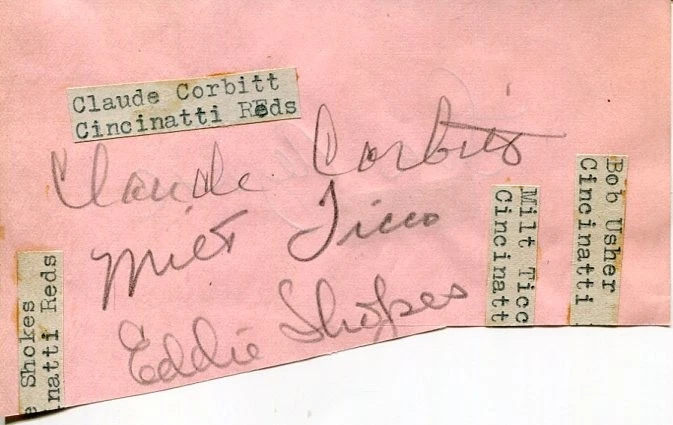 Claude Corbitt
Cincinatti Reds
Claude Corbitt
Milt Ticco
Eddie Shokes
e Shokes
natti Reds
Milt Ticc
Cincinatt
Bob Usher
Cincinatti